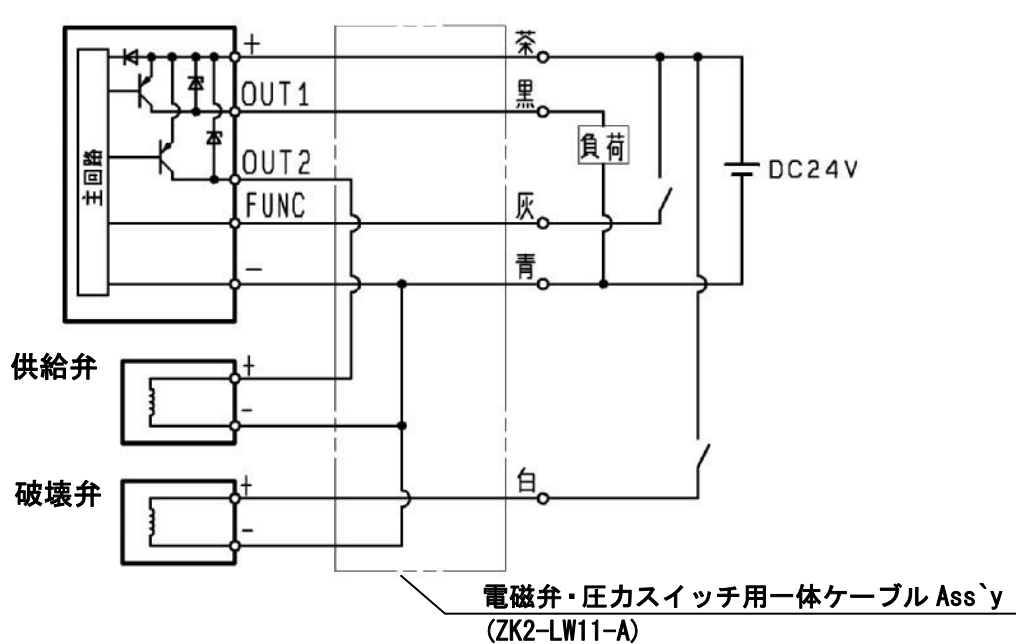 +
茶
OUT1
黒
負荷
OUT2
DC24V
主回路
FUNC
灰
-
青
供給弁
+
-
破壊弁
+
白
-
電磁弁・圧力スイッチ用一体ケーブル Ass`y
(ZK2-LW11-A)